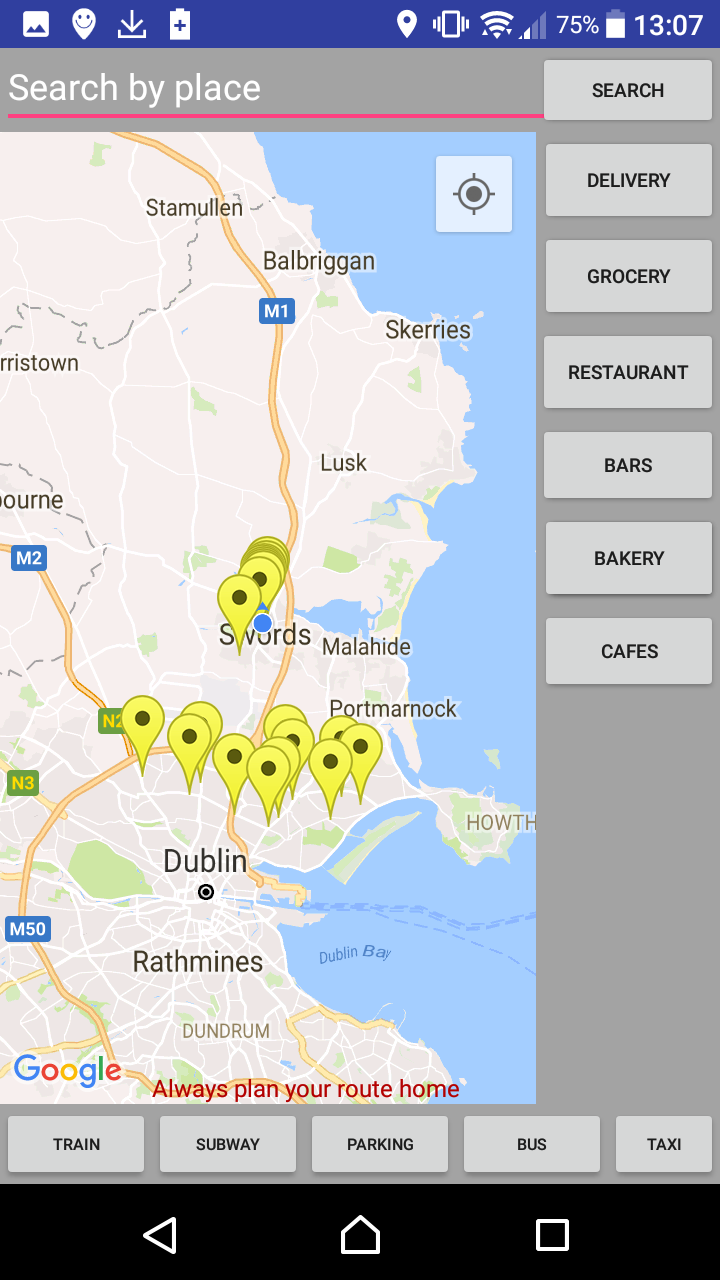 75% 13:07
Search by place
SEARCH
DELIVERY
GROCERY
RESTAURANT
BARS
BAKERY
CAFES
Stamullen
Balbriggan
M1
Skerries
rristown
Lusk
bourne
M2
Swords
Malahide
Portmarnock
N2
N3
HOWTH
Dublin
M50
Dublin Bay
Rathmines
DUNDRUM
Google
Always plan your route home
TRAIN SUBWAY PARKING BUS TAXI